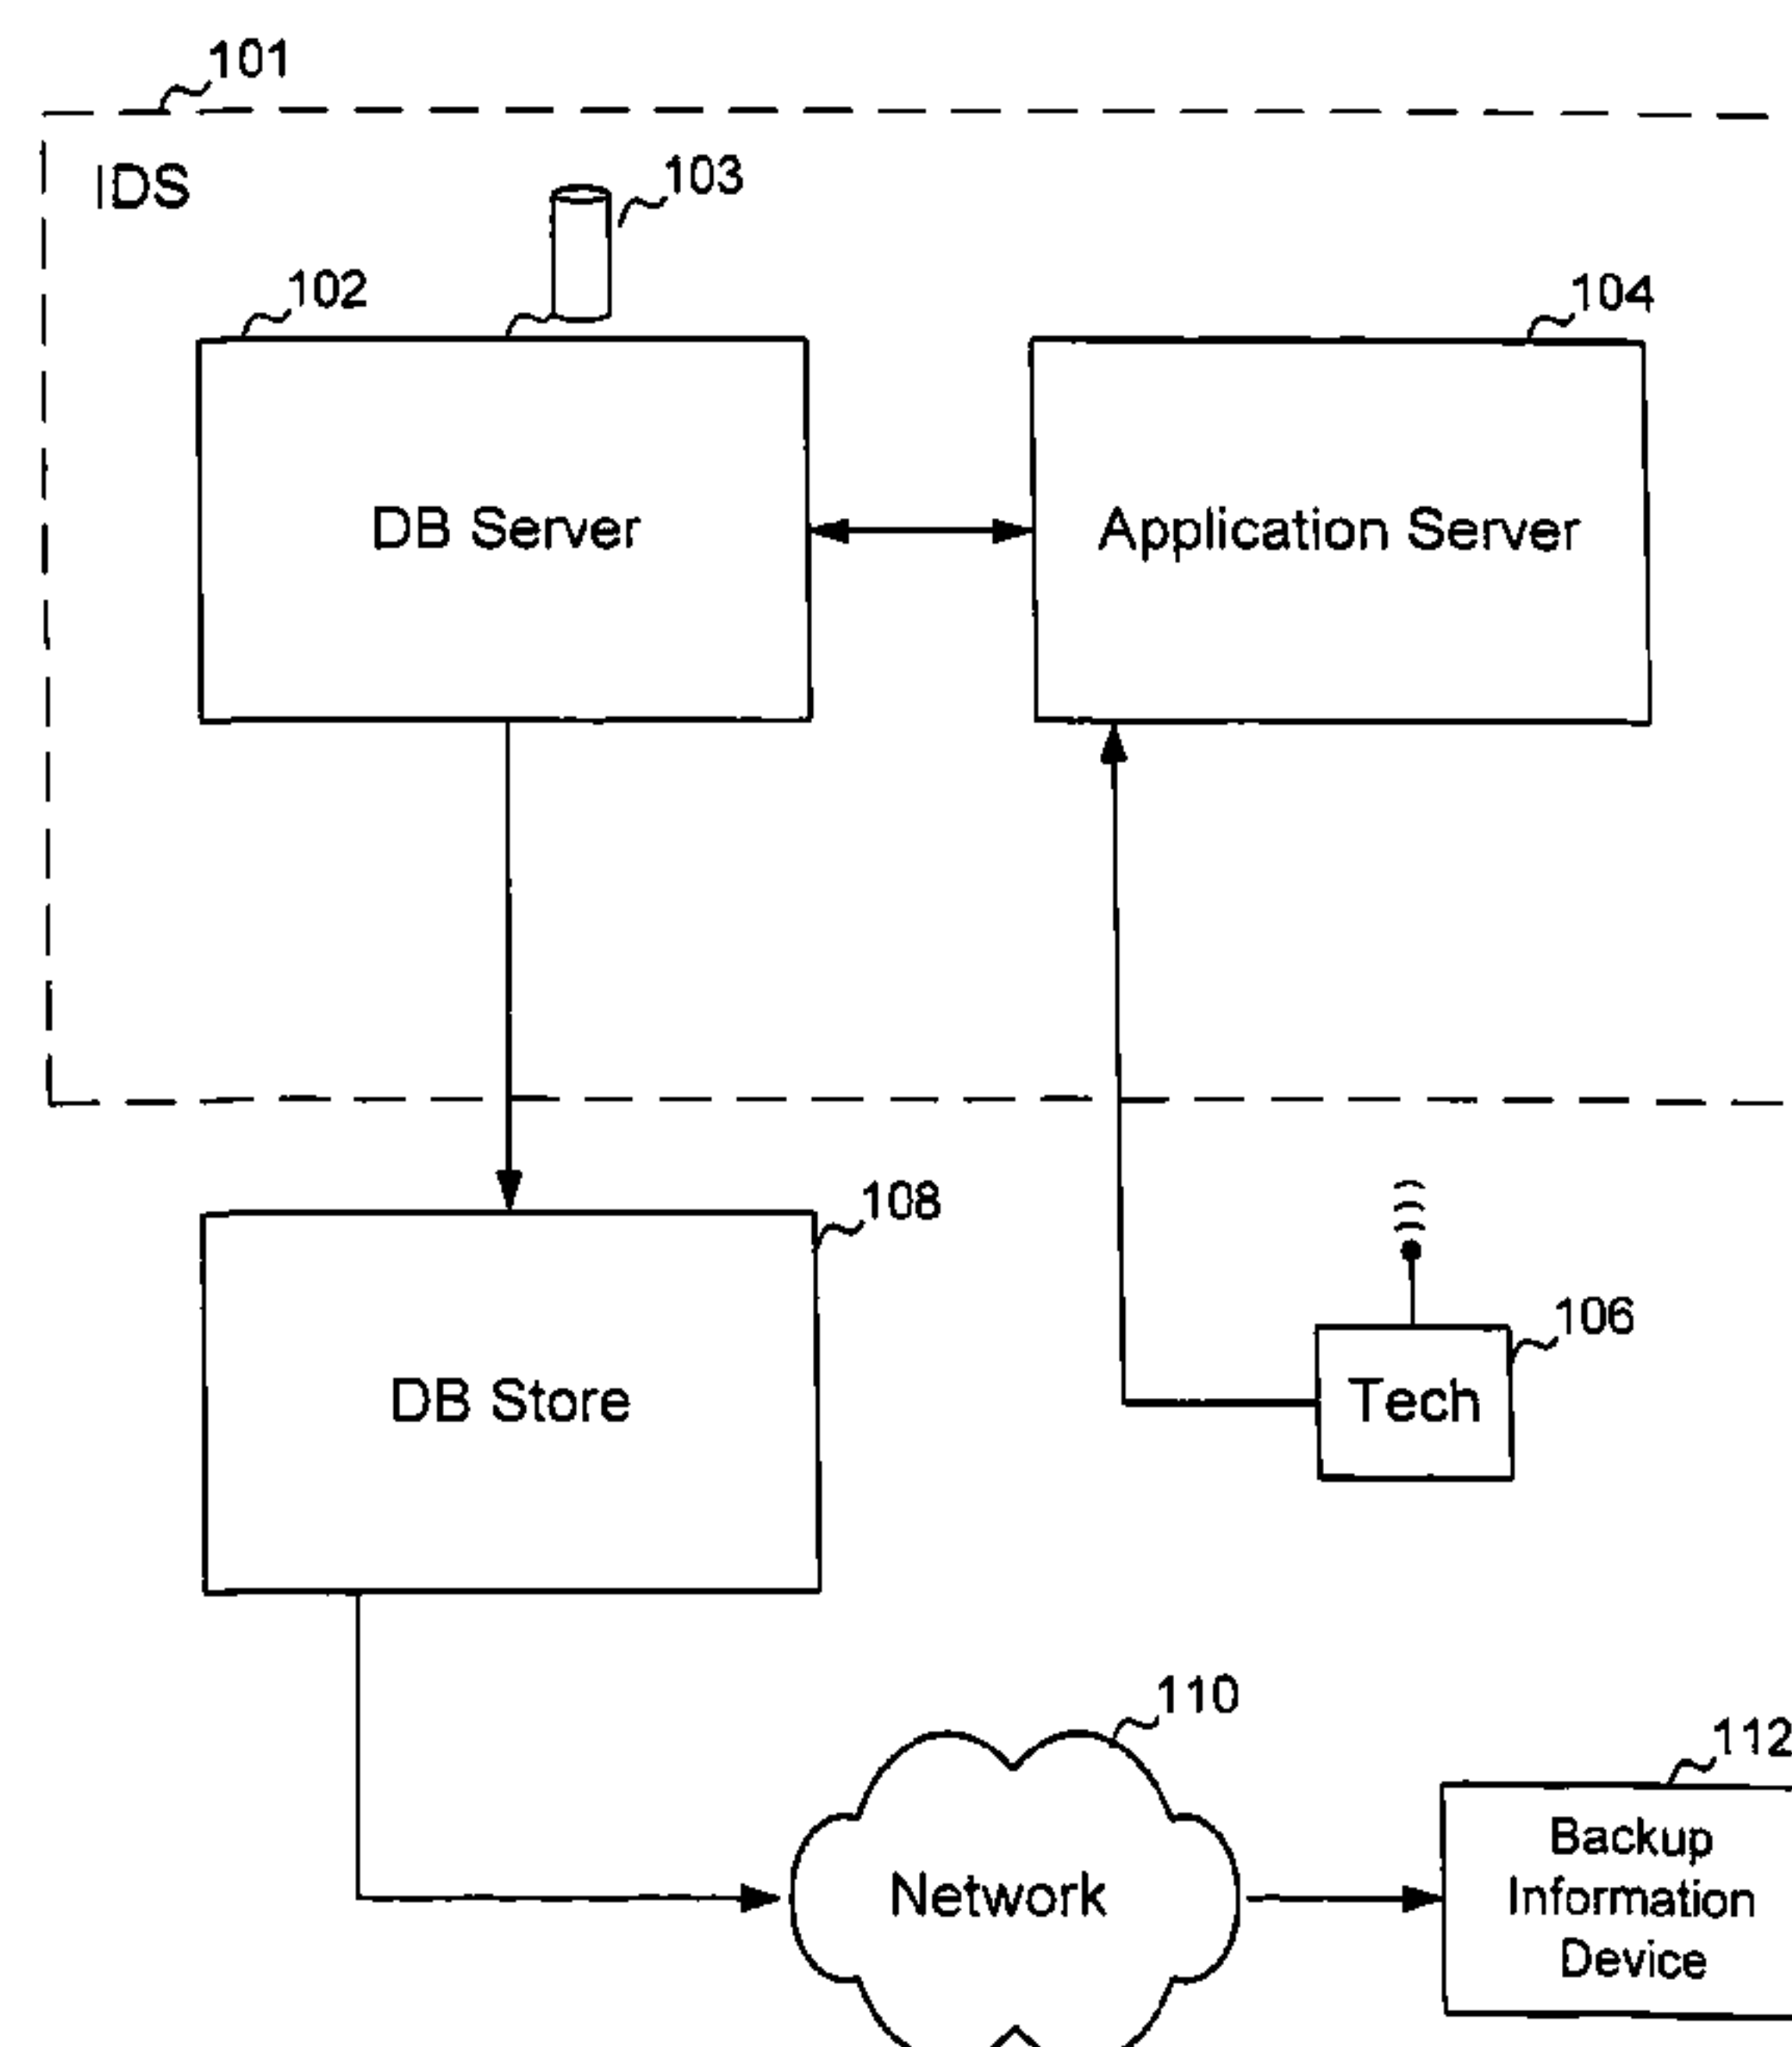 101
IDS
103
102
104
DB Server
Application Server
108
106
DB Store
Tech
110
112
Network
Backup
Information
Device